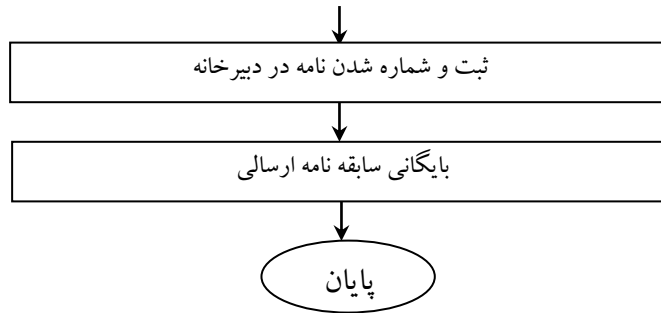 ثبت و شماره شدن نامه در دبیرخانه
بایگانی سابقه نامه ارسالی
پایان